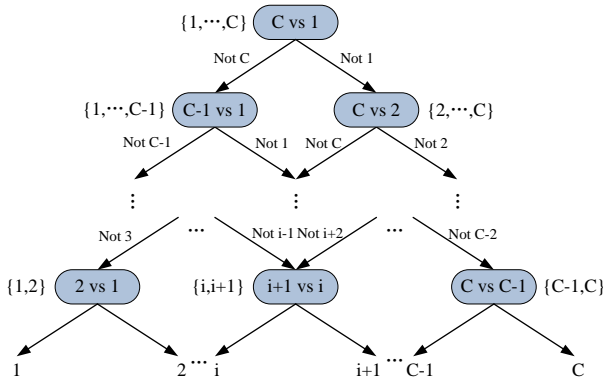 {1,···,C} C vs 1
Not C Not 1
{1,···,C-1} C-1 vs 1 C vs 2 {2,···,C}
Not C-1 Not 1 Not C Not 2
⋮ ⋮ ⋮
Not 3 ··· Not i-1 Not i+2 ··· Not C-2
{1,2} 2 vs 1 {i,i+1} i+1 vs i C vs C-1 {C-1,C}
1 2 ··· i i+1 ··· C-1 C